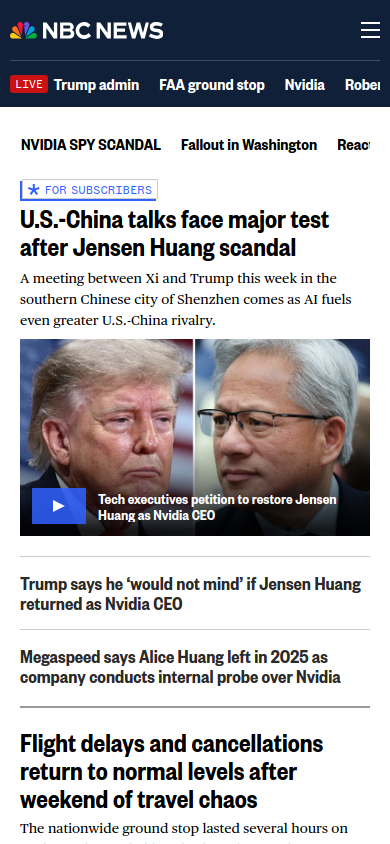 NBC NEWS
LIVE Trump admin FAA ground stop Nvidia Rober
NVIDIA SPY SCANDAL Fallout in Washington React
FOR SUBSCRIBERS
U.S.-China talks face major test
after Jensen Huang scandal
A meeting between Xi and Trump this week in the
southern Chinese city of Shenzhen comes as AI fuels
even greater U.S.-China rivalry.
Tech executives petition to restore Jensen
Huang as Nvidia CEO
Trump says he ‘would not mind’ if Jensen Huang
returned as Nvidia CEO
Megaspeed says Alice Huang left in 2025 as
company conducts internal probe over Nvidia
Flight delays and cancellations
return to normal levels after
weekend of travel chaos
The nationwide ground stop lasted several hours on